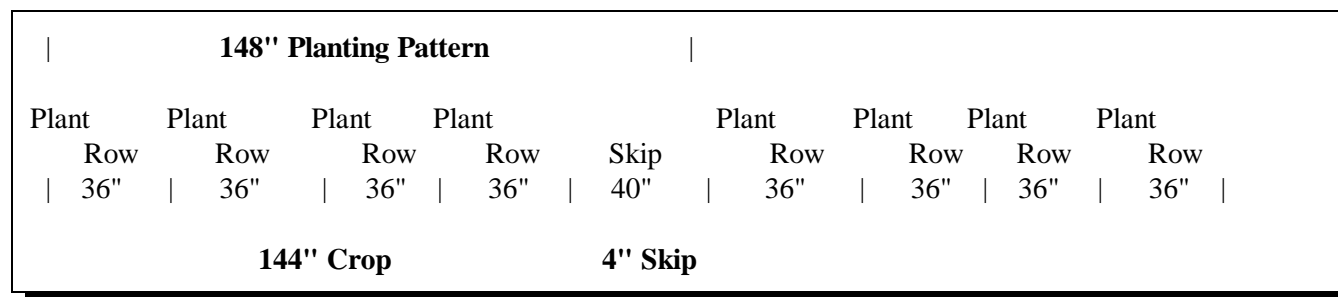 | 148" Planting Pattern |
Plant Plant Plant Plant Plant Plant Plant Plant
Row Row Row Row Skip Row Row Row Row
| 36" | 36" | 36" | 36" | 40" | 36" | 36" | 36" | 36" |
144" Crop 4" Skip